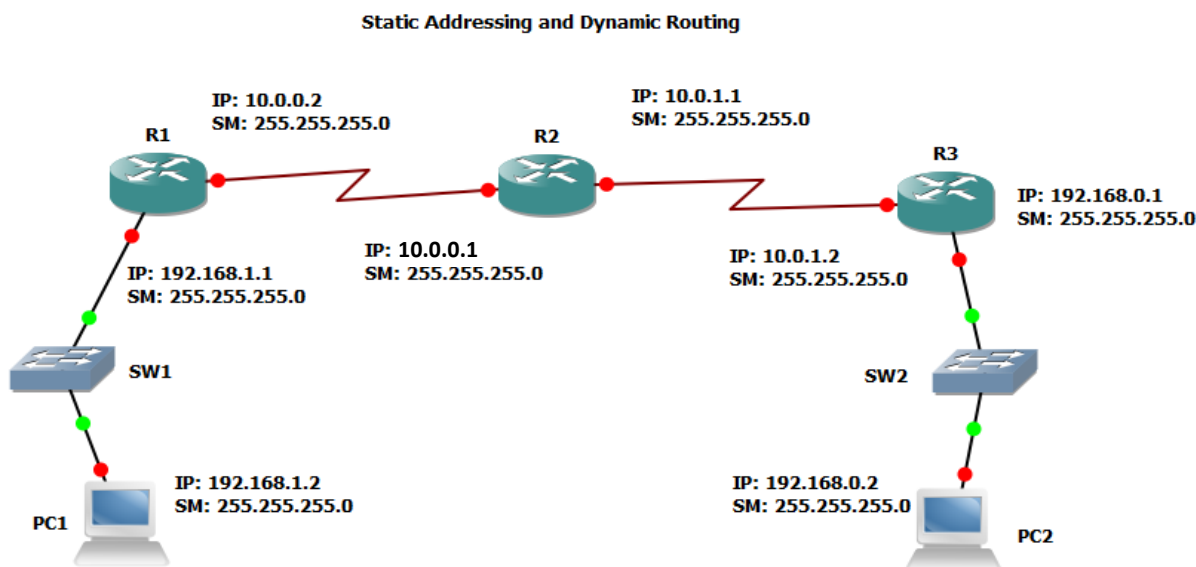 Static Addressing and Dynamic Routing
IP: 10.0.0.2
SM: 255.255.255.0
IP: 10.0.1.1
SM: 255.255.255.0
R1
R2
R3
IP: 192.168.0.1
SM: 255.255.255.0
IP: 10.0.0.1
SM: 255.255.255.0
IP: 10.0.1.2
SM: 255.255.255.0
IP: 192.168.1.1
SM: 255.255.255.0
SW1
SW2
IP: 192.168.1.2
SM: 255.255.255.0
IP: 192.168.0.2
SM: 255.255.255.0
PC1
PC2